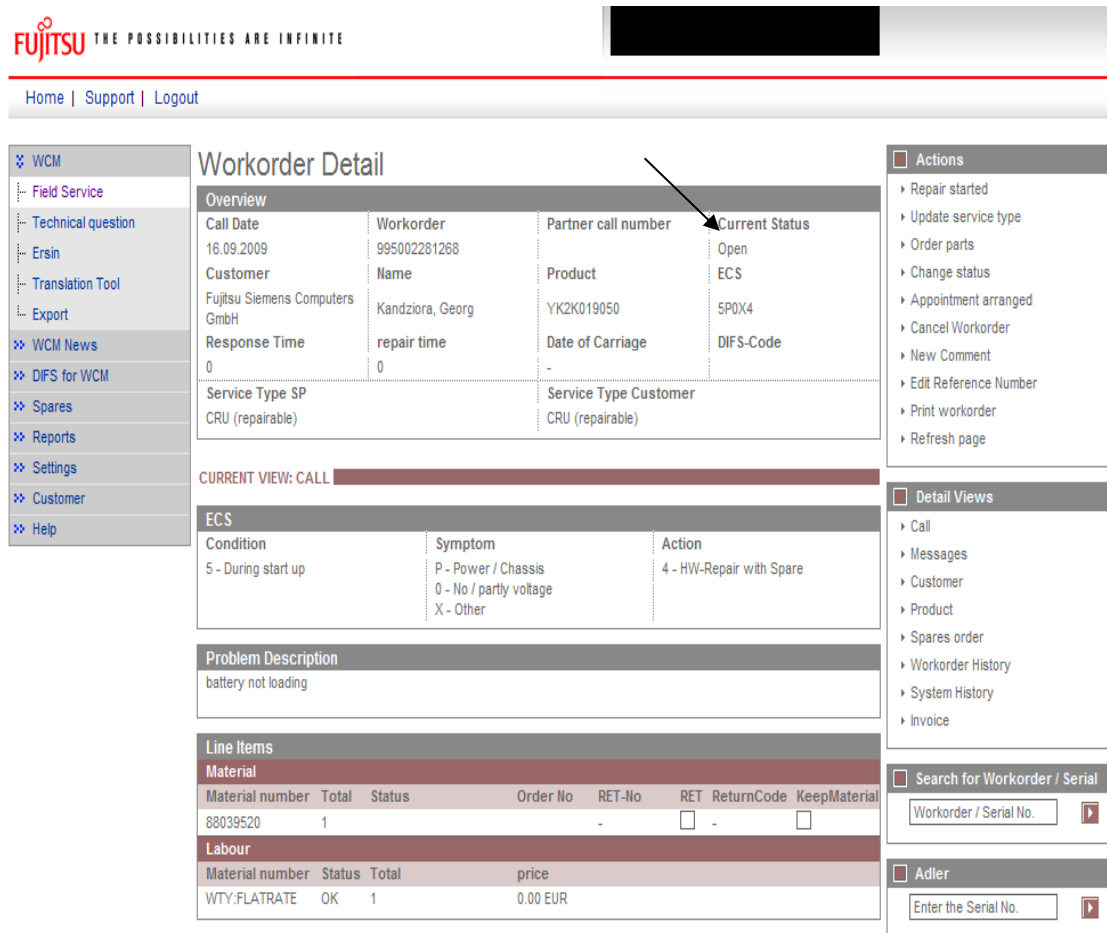 FUJITSU THE POSSIBILITIES ARE INFINITE
Home | Support | Logout
WCM
Field Service
Technical question
Ersin
Translation Tool
Export
WCM News
DIFS for WCM
Spares
Reports
Settings
Customer
Help
Workorder Detail
Overview
Call Date Workorder Partner call number Current Status
16.09.2009 995002281268 Open
Customer Name Product ECS
Fujitsu Siemens Computers GmbH Kandziora, Georg YK2K019050 5P0X4
Response Time repair time Date of Carriage DIFS-Code
0 0 -
Service Type SP Service Type Customer
CRU (repairable) CRU (repairable)
CURRENT VIEW: CALL
ECS
Condition Symptom Action
5 - During start up P - Power / Chassis 4 - HW-Repair with Spare
0 - No / partly voltage
X - Other
Problem Description
battery not loading
Line Items
Material
Material number Total Status Order No RET-No RET ReturnCode KeepMaterial
88039520 1 - -
Labour
Material number Status Total price
WTY:FLATRATE OK 1 0.00 EUR
Actions
Repair started
Update service type
Order parts
Change status
Appointment arranged
Cancel Workorder
New Comment
Edit Reference Number
Print workorder
Refresh page
Detail Views
Call
Messages
Customer
Product
Spares order
Workorder History
System History
Invoice
Search for Workorder / Serial
Workorder / Serial No.
Adler
Enter the Serial No.